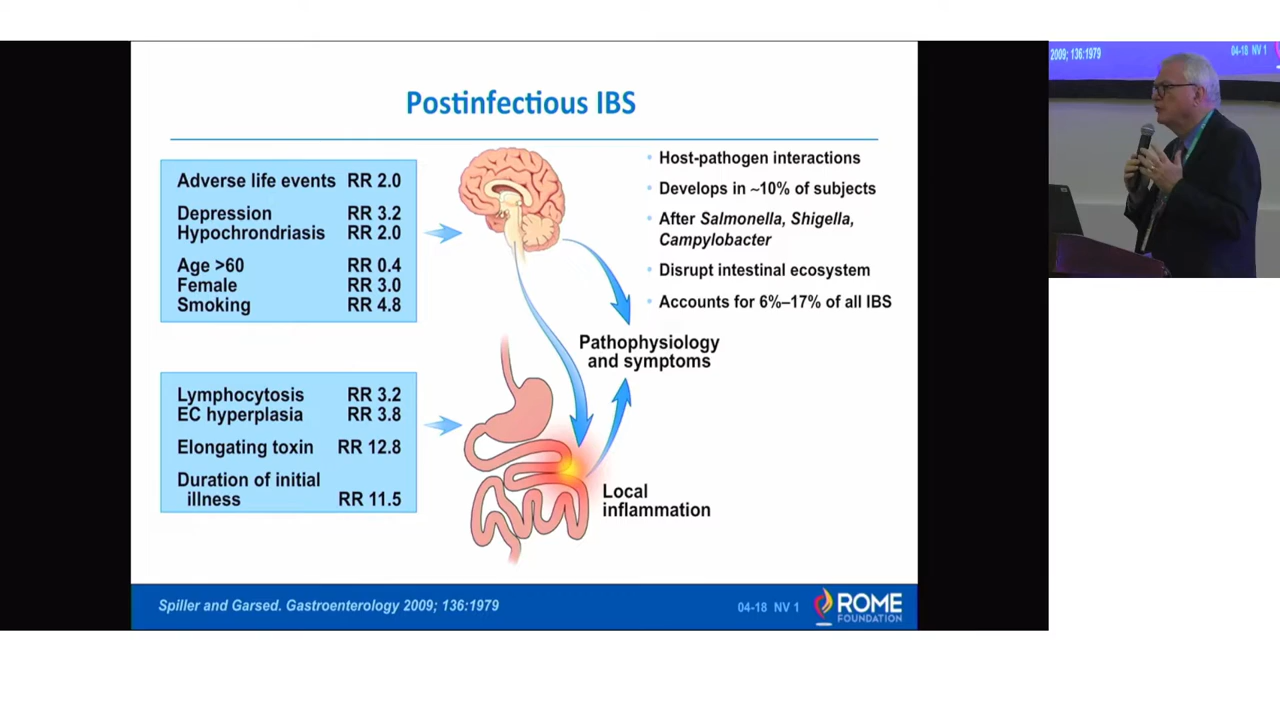 Postinfectious IBS
Adverse life events RR 2.0
Depression RR 3.2
Hypochrondriasis RR 2.0
Age >60 RR 0.4
Female RR 3.0
Smoking RR 4.8
Lymphocytosis RR 3.2
EC hyperplasia RR 3.8
Elongating toxin RR 12.8
Duration of initial
illness RR 11.5
• Host-pathogen interactions
• Develops in ~10% of subjects
• After Salmonella, Shigella,
Campylobacter
• Disrupt intestinal ecosystem
• Accounts for 6%–17% of all IBS
Pathophysiology
and symptoms
Local
inflammation
Spiller and Garsed. Gastroenterology 2009; 136:1979
04-18 NV 1
ROME
FOUNDATION
2009; 136:1979
04-18 NV 1